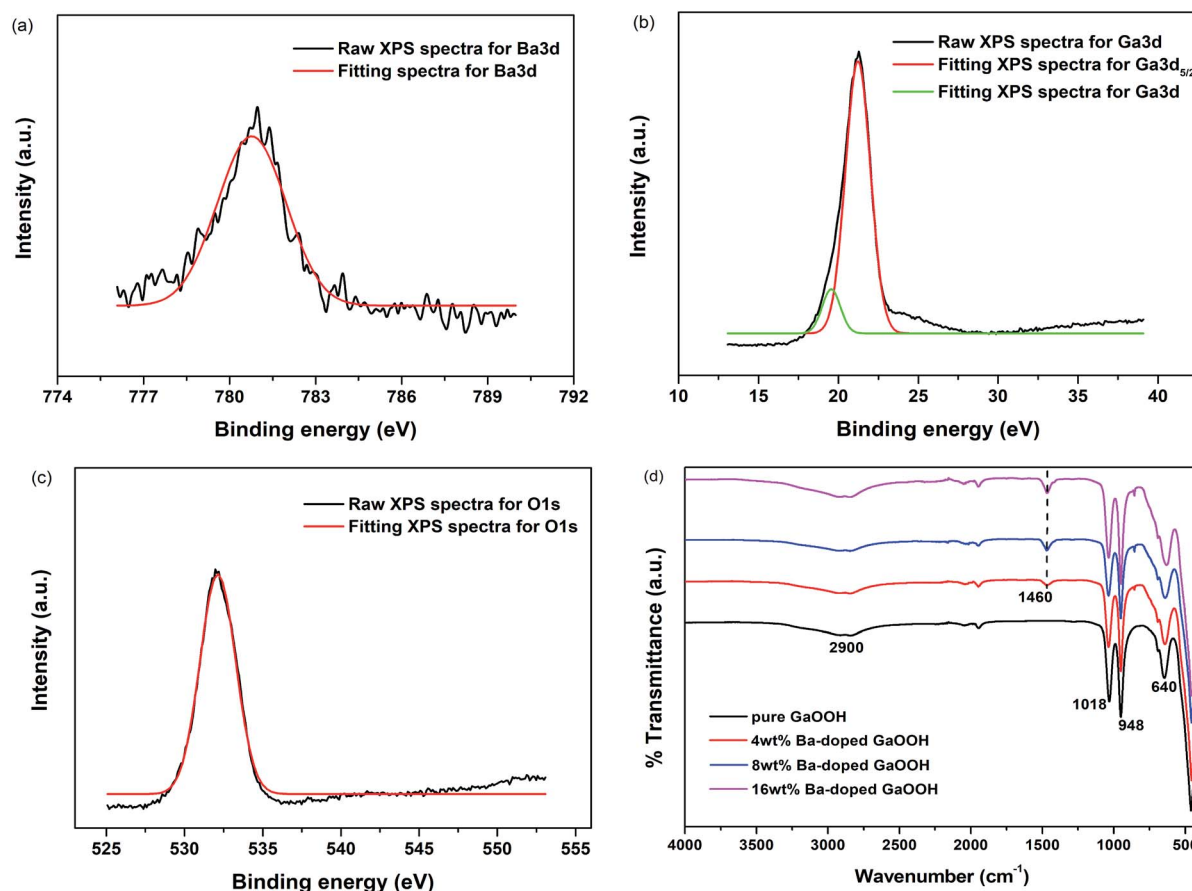 (a)
Raw XPS spectra for Ba3d
Fitting spectra for Ba3d
Intensity (a.u.)
774 777 780 783 786 789 792
Binding energy (eV)
(b)
Raw XPS spectra for Ga3d
Fitting XPS spectra for Ga3d5/2
Fitting XPS spectra for Ga3d
Intensity (a.u.)
10 15 20 25 30 35 40
Binding energy (eV)
(c)
Raw XPS spectra for O1s
Fitting XPS spectra for O1s
Intensity (a.u.)
525 530 535 540 545 550 555
Binding energy (eV)
(d)
1460
2900
1018
948
640
pure GaOOH
4wt% Ba-doped GaOOH
8wt% Ba-doped GaOOH
16wt% Ba-doped GaOOH
% Transmittance (a.u.)
4000 3500 3000 2500 2000 1500 1000 500
Wavenumber (cm-1)